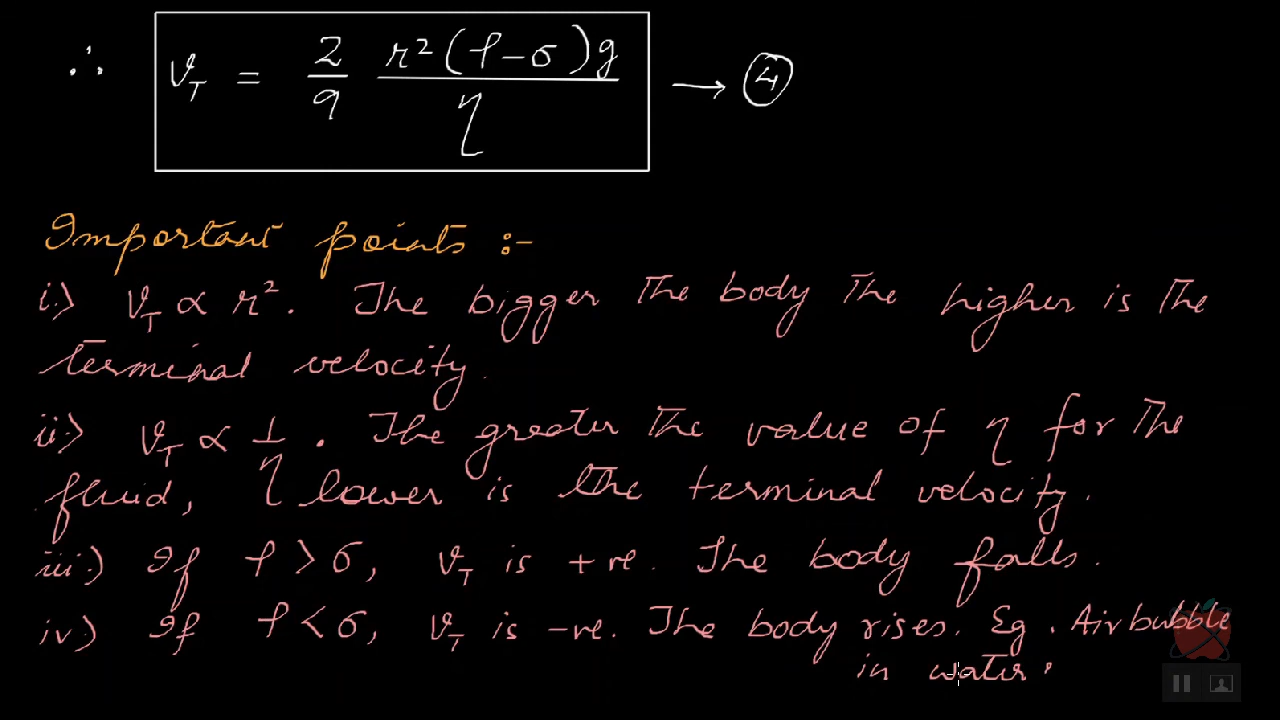 ∴ v_T = 2/9 r²(ρ-σ)g/η → ④
Important points :-
i.) v_T ∝ r². The bigger the body the higher is the
terminal velocity.
ii.) v_T ∝ 1/η. The greater the value of η for the
fluid, η lower is the terminal velocity.
iii.) If ρ > σ, v_T is +ve. The body falls.
iv.) If ρ < σ, v_T is -ve. The body rises. Eg. Air bubble
in water.